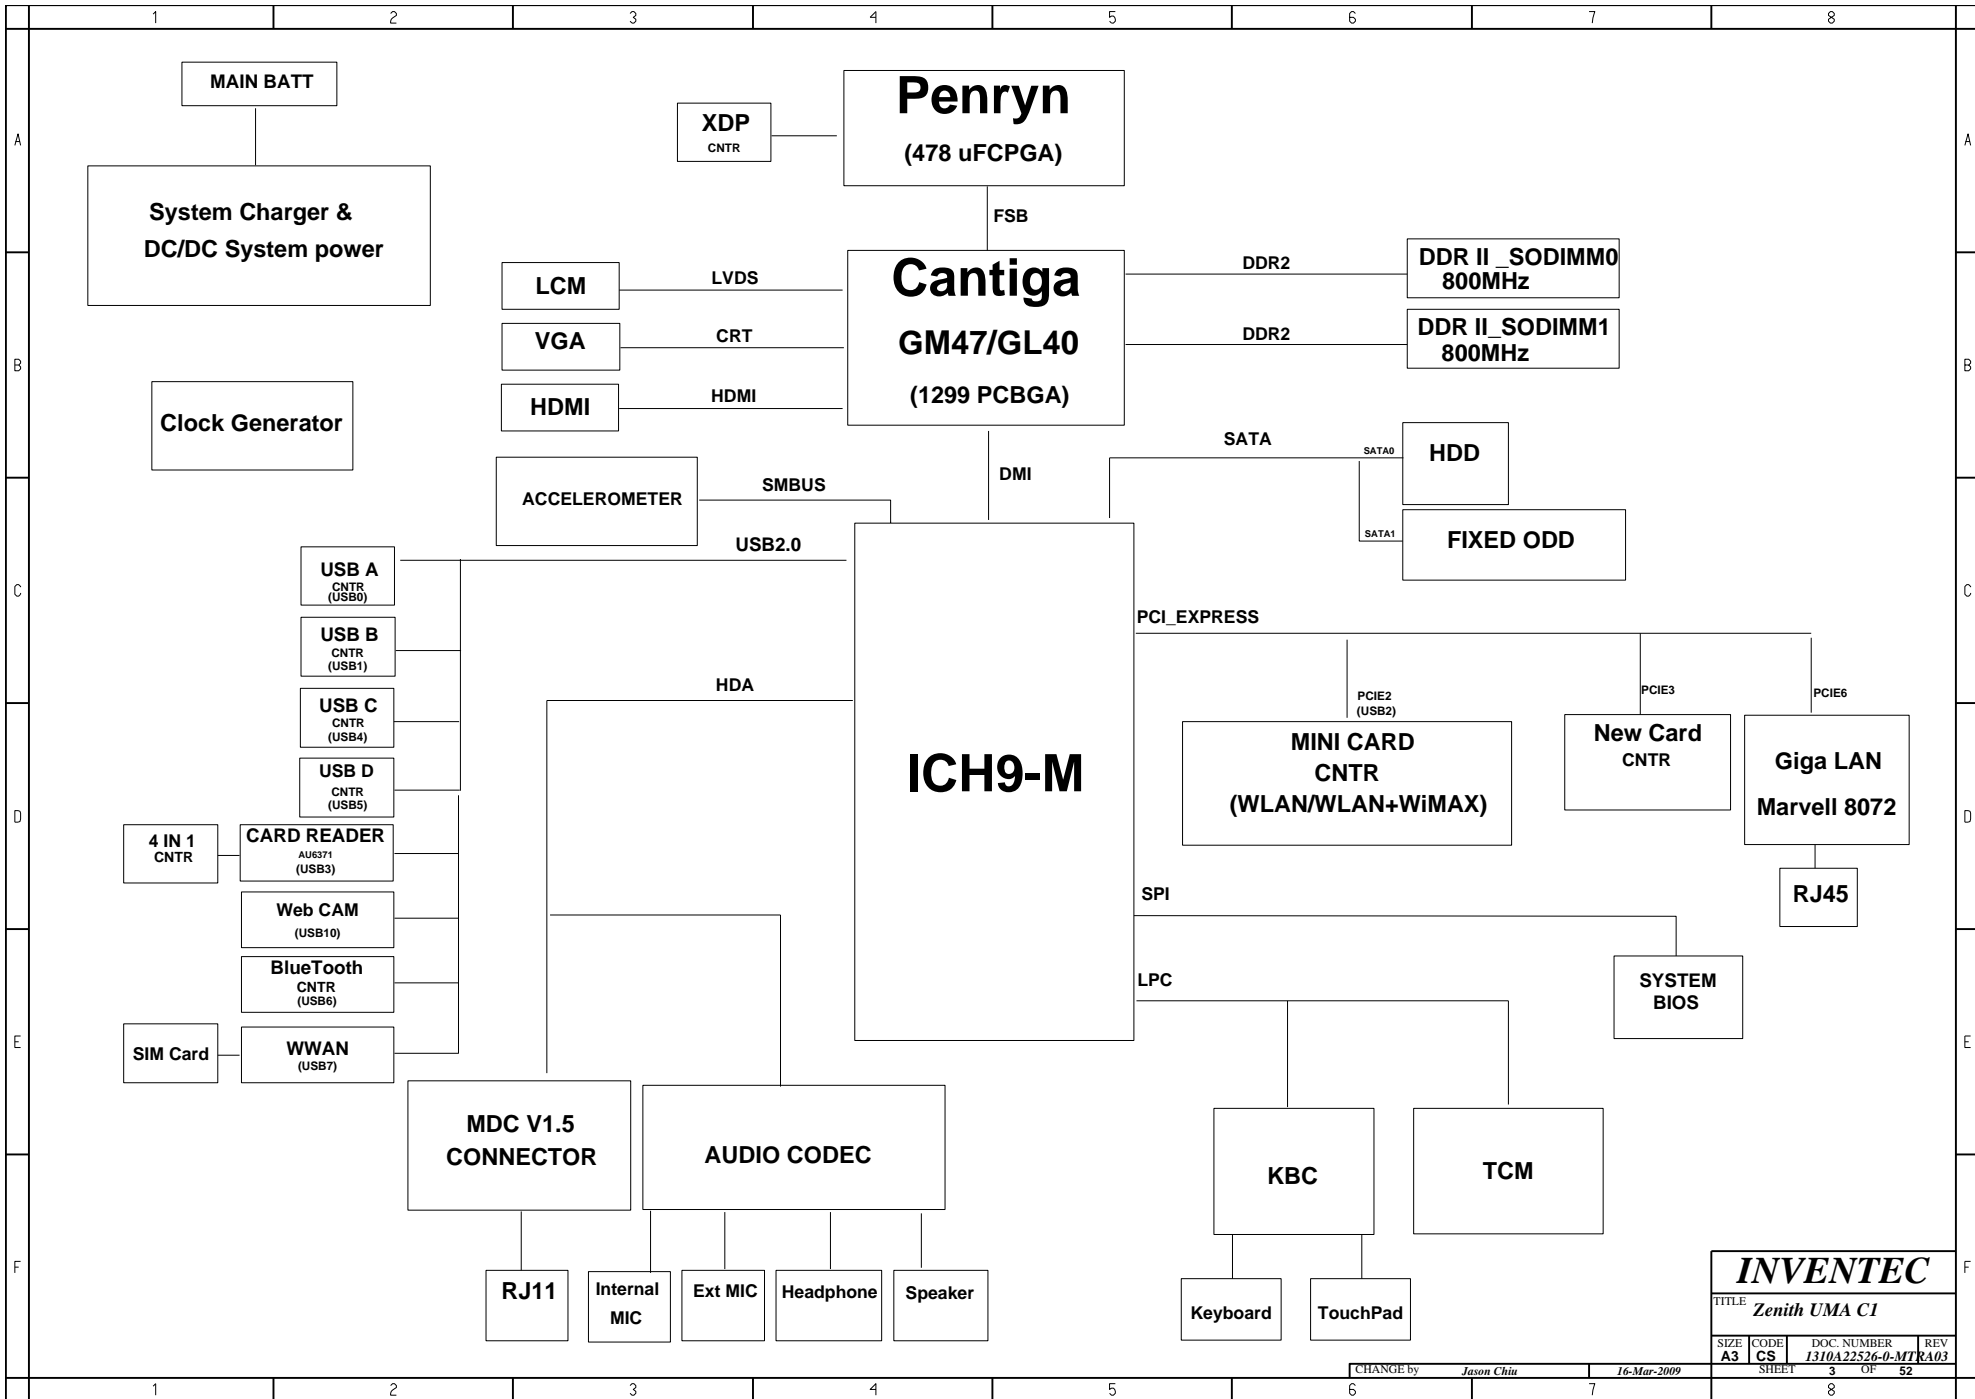 1 2 3 4 5 6 7 8
A
B
C
D
E
F
A
B
C
D
E
F
MAIN BATT
System Charger &
DC/DC System power
Clock Generator
XDP
CNTR
Penryn
(478 uFCPGA)
FSB
LCM
LVDS
VGA
CRT
HDMI
HDMI
Cantiga
GM47/GL40
(1299 PCBGA)
DDR2
DDR II _SODIMM0
800MHz
DDR2
DDR II_SODIMM1
800MHz
DMI
SATA
SATA0
HDD
SATA1
FIXED ODD
ACCELEROMETER
SMBUS
USB2.0
HDA
ICH9-M
USB A
CNTR
(USB0)
USB B
CNTR
(USB1)
USB C
CNTR
(USB4)
USB D
CNTR
(USB5)
4 IN 1
CNTR
CARD READER
AU6371
(USB3)
Web CAM
(USB10)
BlueTooth
CNTR
(USB6)
SIM Card
WWAN
(USB7)
PCI_EXPRESS
PCIE2
(USB2)
MINI CARD
CNTR
(WLAN/WLAN+WiMAX)
PCIE3
New Card
CNTR
PCIE6
Giga LAN
Marvell 8072
RJ45
SPI
SYSTEM
BIOS
LPC
MDC V1.5
CONNECTOR
AUDIO CODEC
KBC
TCM
RJ11
Internal
MIC
Ext MIC
Headphone
Speaker
Keyboard
TouchPad
INVENTEC
TITLE
Zenith UMA C1
SIZE CODE DOC. NUMBER REV
A3 CS 1310A22526-0-MTRA03
CHANGE by Jason Chiu 16-Mar-2009 SHEET 3 OF 52
1 2 3 4 5 6 7 8